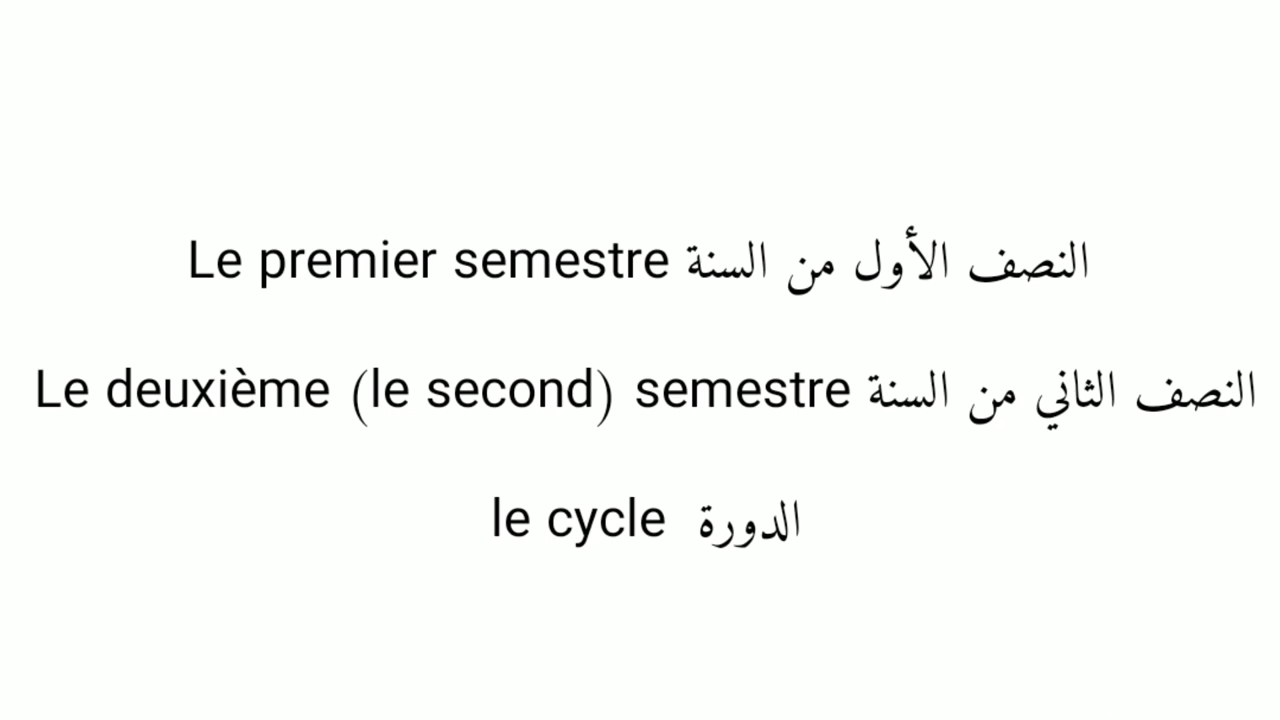 Le premier semestre النصف الأول من السنة
Le deuxième (le second) semestre النصف الثاني من السنة
le cycle الدورة